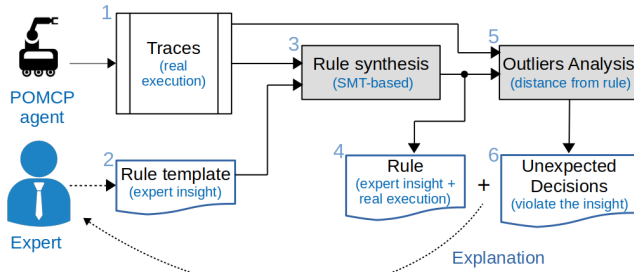 1
Traces
(real
execution)
POMCP
agent
2
Rule template
(expert insight)
Expert
3
Rule synthesis
(SMT-based)
4
Rule
(expert insight +
real execution)
+
5
Outliers Analysis
(distance from rule)
6
Unexpected
Decisions
(violate the insight)
Explanation